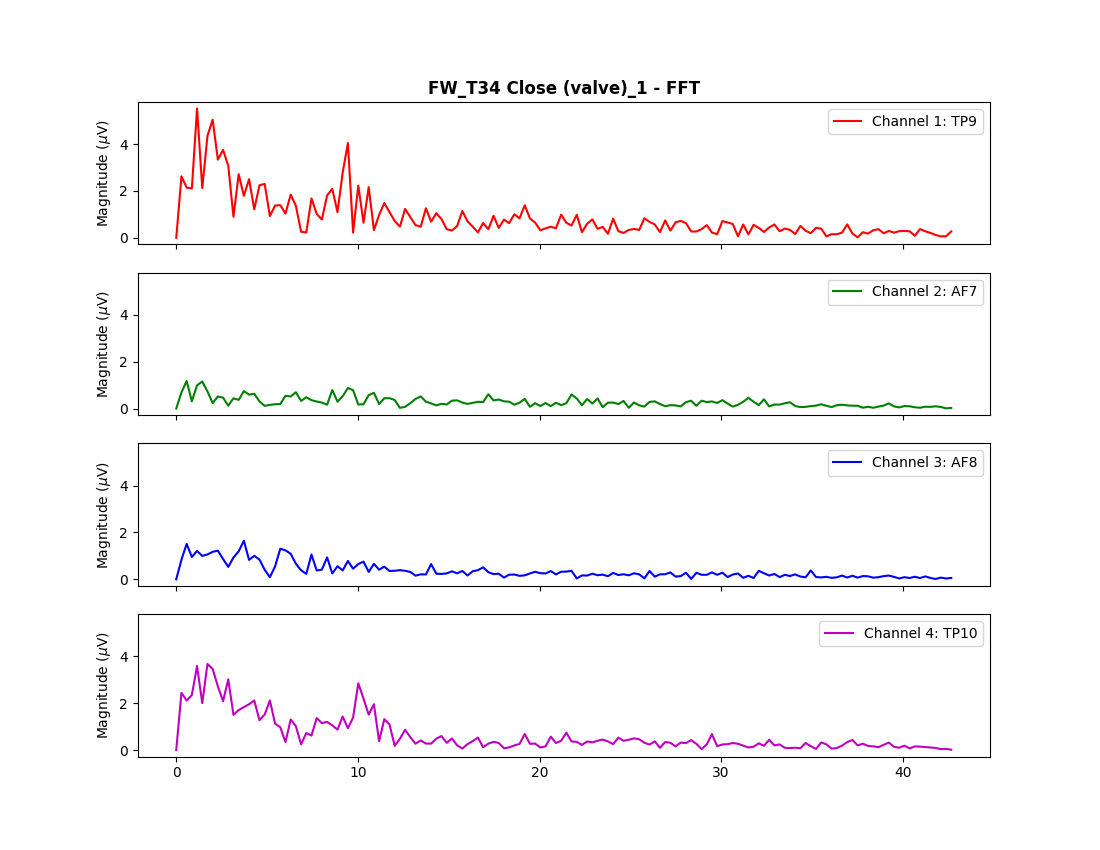 FW_T34 Close (valve)_1 - FFT
Magnitude (μV)
4
2
0
Channel 1: TP9
Magnitude (μV)
4
2
0
Channel 2: AF7
Magnitude (μV)
4
2
0
Channel 3: AF8
Magnitude (μV)
4
2
0
Channel 4: TP10
0 10 20 30 40